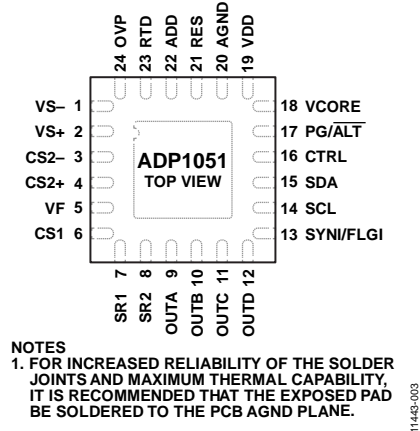 24 OVP
23 RTD
22 ADD
21 RES
20 AGND
19 VDD
VS– 1
VS+ 2
CS2– 3
CS2+ 4
VF 5
CS1 6
ADP1051
TOP VIEW
18 VCORE
17 PG/ALT
16 CTRL
15 SDA
14 SCL
13 SYNI/FLGI
SR1 7
SR2 8
OUTA 9
OUTB 10
OUTC 11
OUTD 12
NOTES
1. FOR INCREASED RELIABILITY OF THE SOLDER
JOINTS AND MAXIMUM THERMAL CAPABILITY,
IT IS RECOMMENDED THAT THE EXPOSED PAD
BE SOLDERED TO THE PCB AGND PLANE.
11443-003